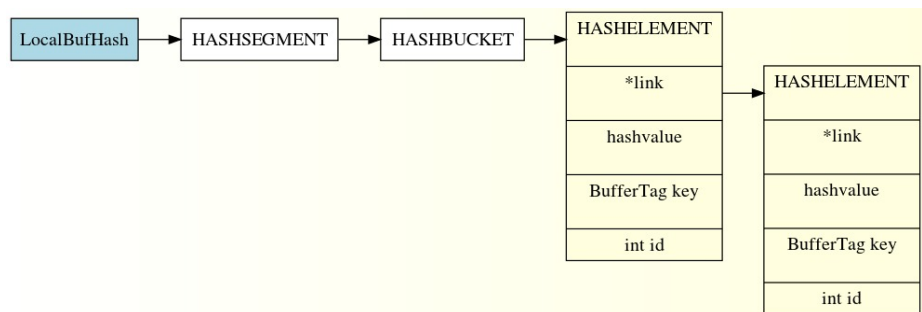 LocalBufHash
HASHSEGMENT
HASHBUCKET
HASHELEMENT
*link
hashvalue
BufferTag key
int id
HASHELEMENT
*link
hashvalue
BufferTag key
int id